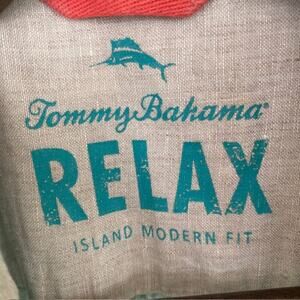 Tommy Bahama®
RELAX
ISLAND MODERN FIT